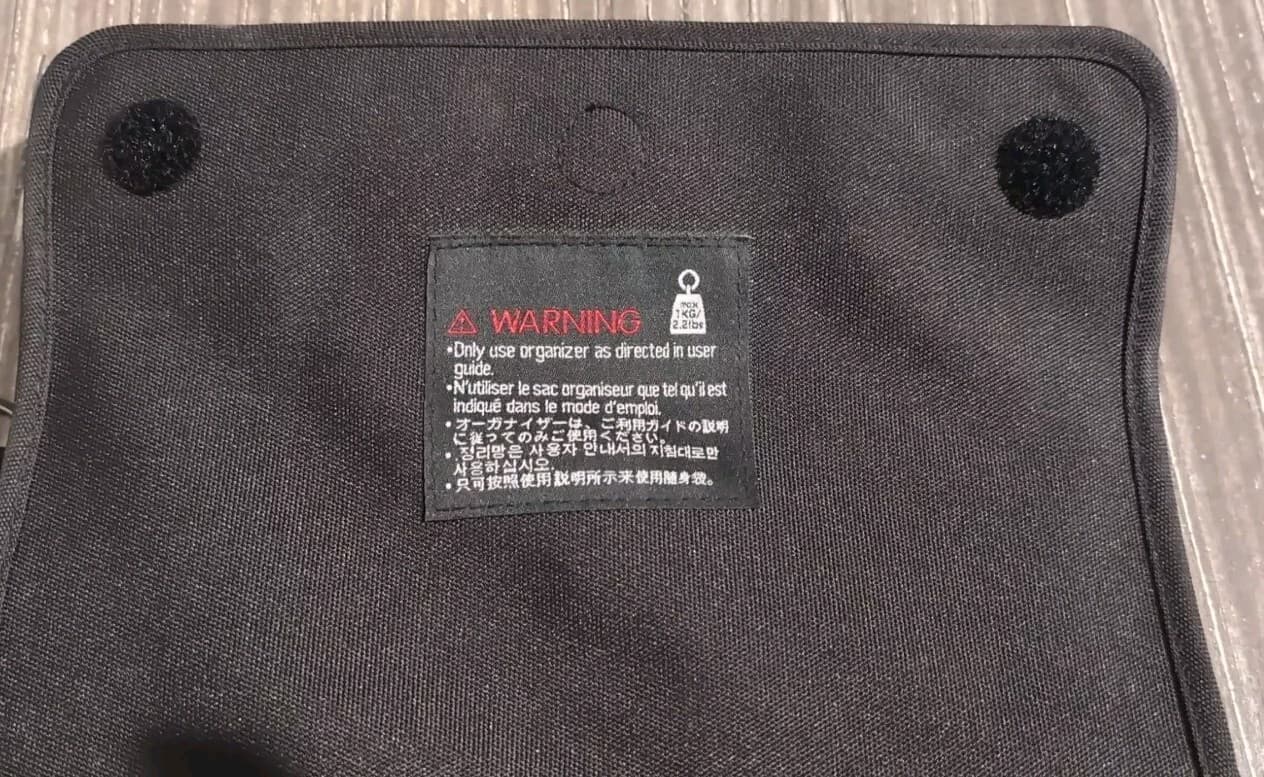 max
1KG/
2.2lbs
⚠ WARNING
•Only use organizer as directed in user
guide.
•N'utiliser le sac organiseur que tel qu'il est
indiqué dans le mode d'emploi.
•オーガナイザーは、ご利用ガイドの説明
に従ってのみご使用ください。
•정리망은 사용자 안내서의 지침대로만
사용하십시오.
•只可按照使用説明所示来使用随身袋。